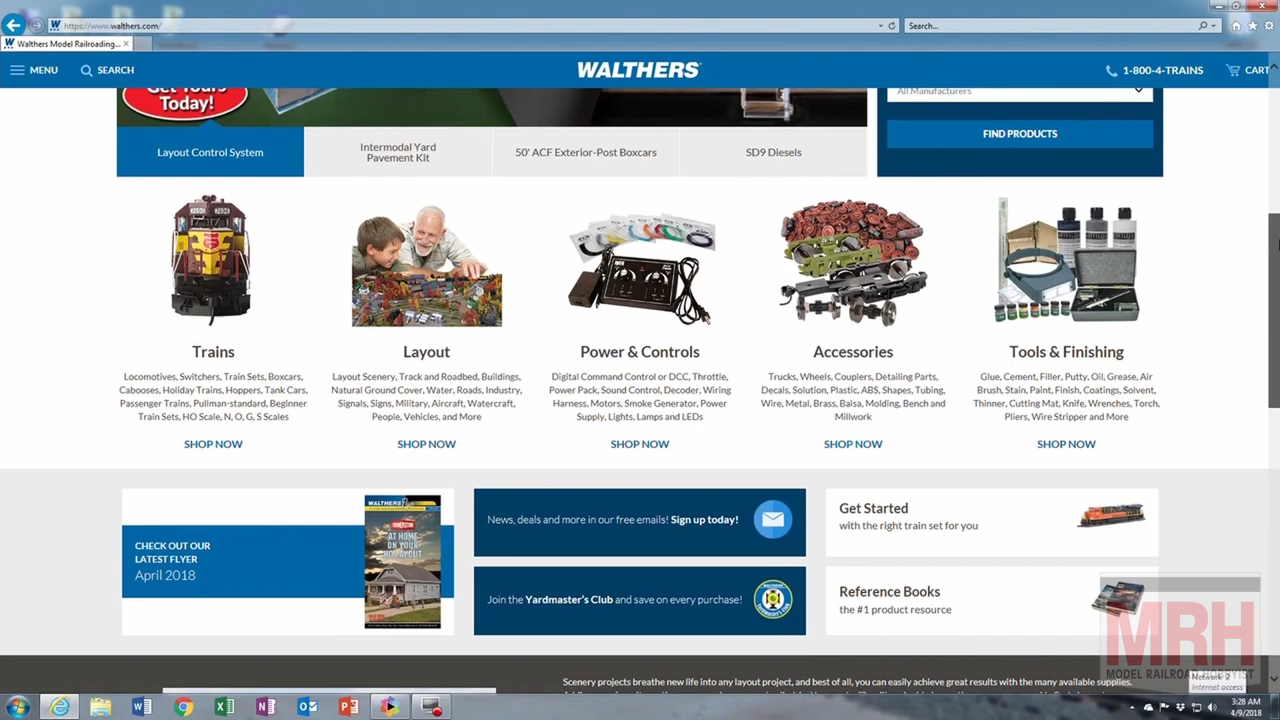 https://www.walthers.com/
Search...
Walthers Model Railroading...
MENU
SEARCH
WALTHERS
1-800-4-TRAINS
CART
Get Yours
Today!
All Manufacturers
FIND PRODUCTS
Layout Control System
Intermodal Yard
Pavement Kit
50' ACF Exterior-Post Boxcars
SD9 Diesels
Trains
Locomotives, Switchers, Train Sets, Boxcars,
Cabooses, Holiday Trains, Hoppers, Tank Cars,
Passenger Trains, Pullman-standard, Beginner
Train Sets, HO Scale, N, O, G, S Scales
SHOP NOW
Layout
Layout Scenery, Track and Roadbed, Buildings,
Natural Ground Cover, Water, Roads, Industry,
Signals, Signs, Military, Aircraft, Watercraft,
People, Vehicles, and More
SHOP NOW
Power & Controls
Digital Command Control or DCC, Throttle,
Power Pack, Sound Control, Decoder, Wiring
Harness, Motors, Smoke Generator, Power
Supply, Lights, Lamps and LEDs
SHOP NOW
Accessories
Trucks, Wheels, Couplers, Detailing Parts,
Decals, Solution, Plastic, ABS, Shapes, Tubing,
Wire, Metal, Brass, Balsa, Molding, Bench and
Millwork
SHOP NOW
Tools & Finishing
Glue, Cement, Filler, Putty, Oil, Grease, Air
Brush, Stain, Paint, Finish, Coatings, Solvent,
Thinner, Cutting Mat, Knife, Wrenches, Torch,
Pliers, Wire Stripper and More
SHOP NOW
CHECK OUT OUR
LATEST FLYER
April 2018
WALTHERS
AT HOME
ON YOUR
News, deals and more in our free emails! Sign up today!
Join the Yardmaster's Club and save on every purchase!
Get Started
with the right train set for you
Reference Books
the #1 product resource
MRH
MODEL RAILROAD HOBBYIST
Scenery projects breathe new life into any layout project, and best of all, you can easily achieve great results with the many available supplies.
Network 2
Internet access
3:28 AM
4/9/2018